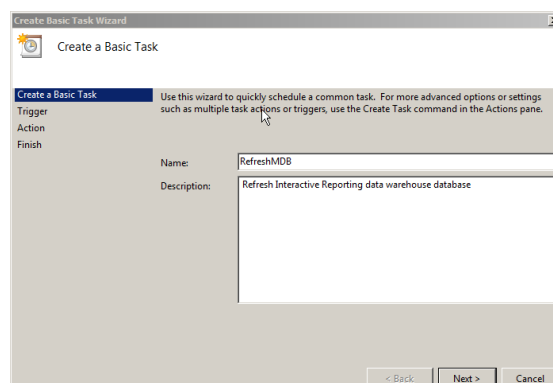 Create Basic Task Wizard
Create a Basic Task
Create a Basic Task
Use this wizard to quickly schedule a common task. For more advanced options or settings
such as multiple task actions or triggers, use the Create Task command in the Actions pane.
Trigger
Action
Finish
Name:
RefreshMDB
Description:
Refresh Interactive Reporting data warehouse database
< Back
Next >
Cancel